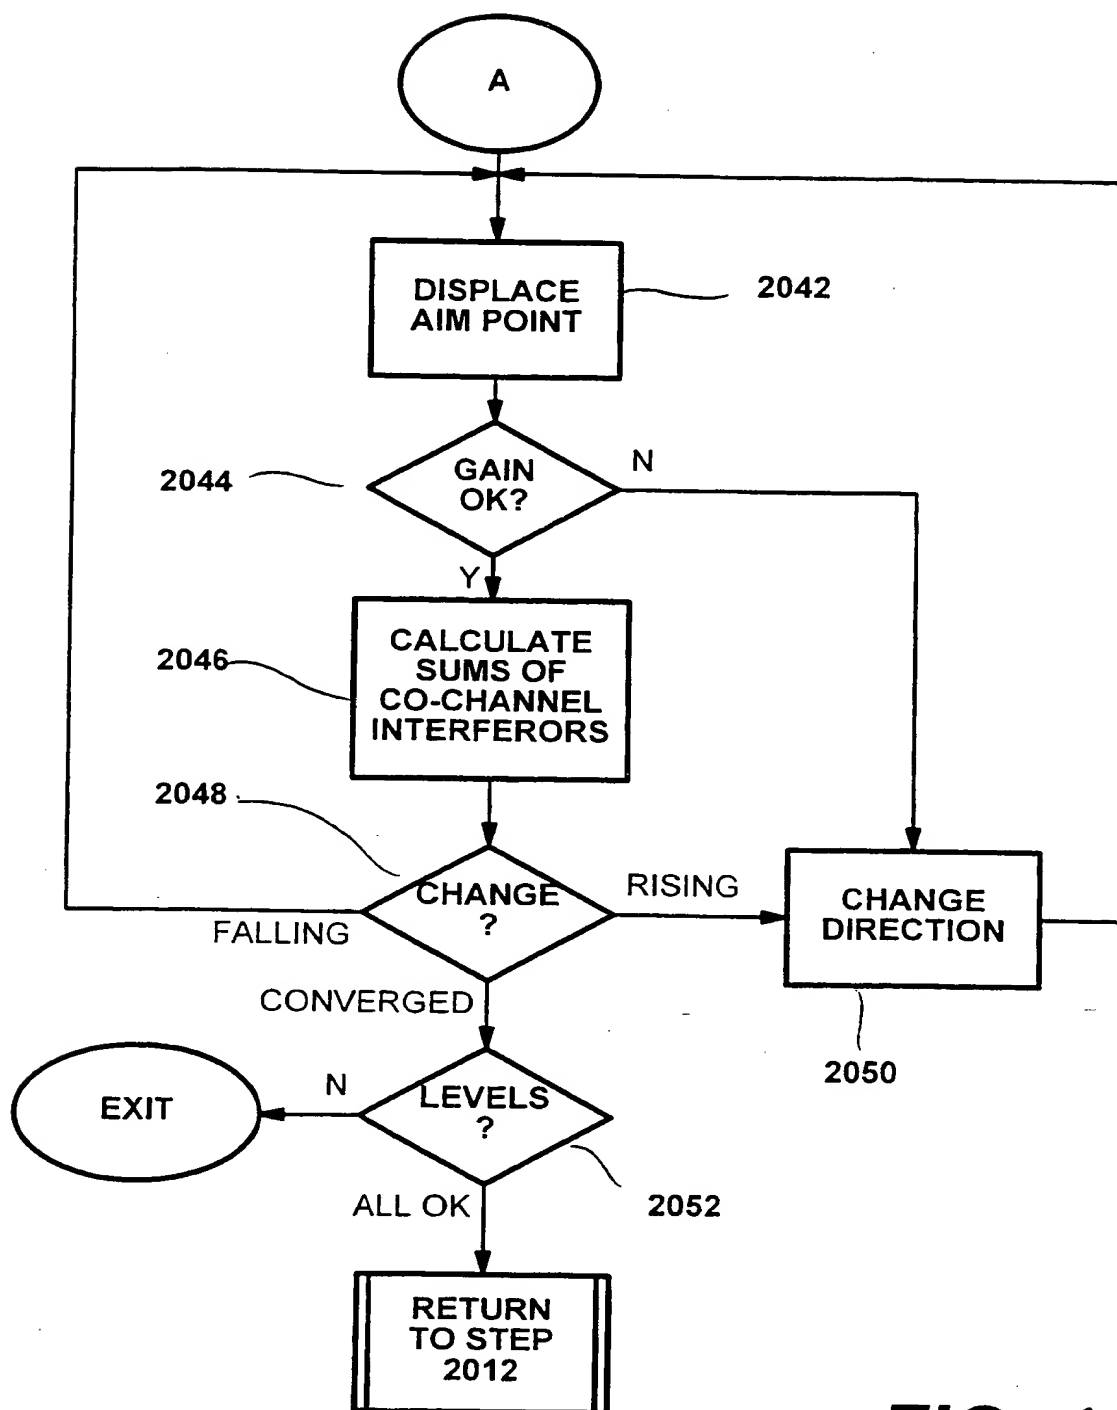 A
DISPLACE
AIM POINT
2042
2044
GAIN
OK?
N
Y
CALCULATE
SUMS OF
CO-CHANNEL
INTERFERORS
2046
2048
CHANGE
?
RISING
FALLING
CHANGE
DIRECTION
2050
CONVERGED
LEVELS
?
N
EXIT
2052
ALL OK
RETURN
TO STEP
2012